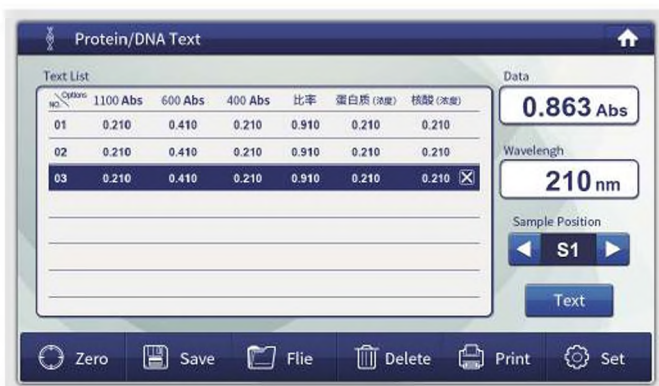 Protein/DNA Text
Text List
Options
NO.
1100 Abs 600 Abs 400 Abs 比率 蛋白质 (浓度) 核酸 (浓度)
01 0.210 0.410 0.210 0.910 0.210 0.210
02 0.210 0.410 0.210 0.910 0.210 0.210
03 0.210 0.410 0.210 0.910 0.210 0.210
Data
0.863 Abs
Wavelengh
210 nm
Sample Position
S1
Text
Zero Save Flie Delete Print Set